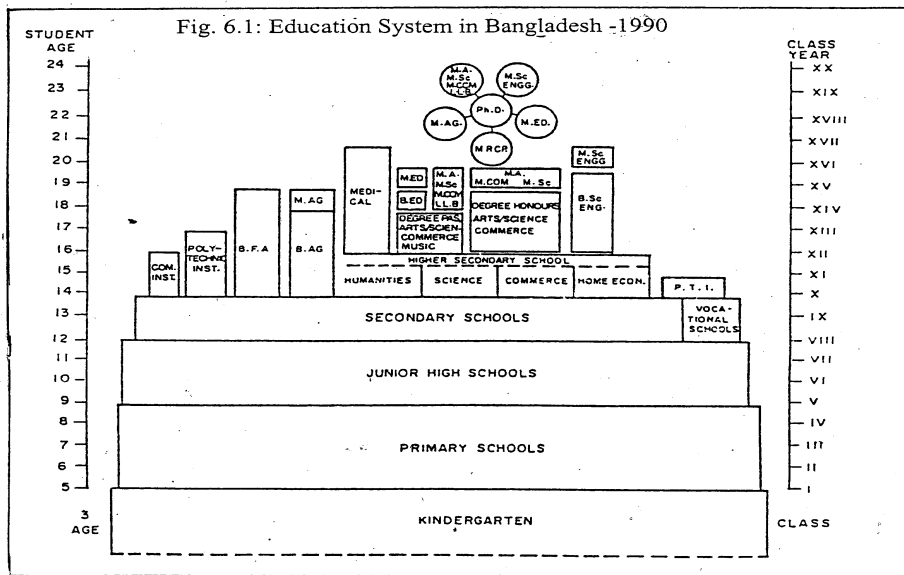 Fig. 6.1: Education System in Bangladesh -1990
STUDENT
AGE
24
23
22
21
20
19
18
17
16
15
14
13
12
11
10
9
8
7
6
5
3
AGE
CLASS
YEAR
XX
XIX
XVIII
XVII
XVI
XV
XIV
XIII
XII
XI
X
IX
VIII
VII
VI
V
IV
III
II
I
CLASS
M.A.
M.Sc
M.COM
L.L.B
M.Sc
ENGG.
Ph.D.
M.AG.
M.ED.
MRCP.
COM.
INST.
POLY-
TECHNIC
INST.
B.F.A
M.AG
B.AG
MEDI-
CAL
M.ED
B.ED
M.A.
M.Sc
M.COM
LL.B
DEGREE PAS.
ARTS/SCIEN-
COMMERCE
MUSIC
M.A.
M.COM M.Sc
DEGREE HONOURS
ARTS/SCIENCE
COMMERCE
M.Sc
ENGG
B.Sc
ENG.
HIGHER SECONDARY SCHOOL
HUMANITIES
SCIENCE
COMMERCE
HOME ECON.
P.T.I.
SECONDARY SCHOOLS
VOCA-
TIONAL
SCHOOLS
JUNIOR HIGH SCHOOLS
PRIMARY SCHOOLS
KINDERGARTEN